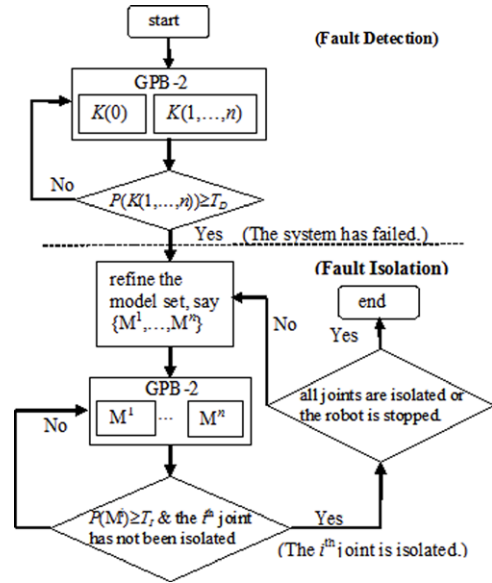 start
(Fault Detection)
GPB-2
K(0) K(1,...,n)
No
P(K(1,...,n))≥T_D
Yes (The system has failed.)
(Fault Isolation)
refine the
model set, say
{M¹,...,Mⁿ}
end
No
Yes
GPB-2
M¹ ... Mⁿ
No
all joints are isolated or
the robot is stopped.
P(Mⁱ)≥T_I & the iᵗʰ joint
has not been isolated
Yes
(The iᵗʰ joint is isolated.)